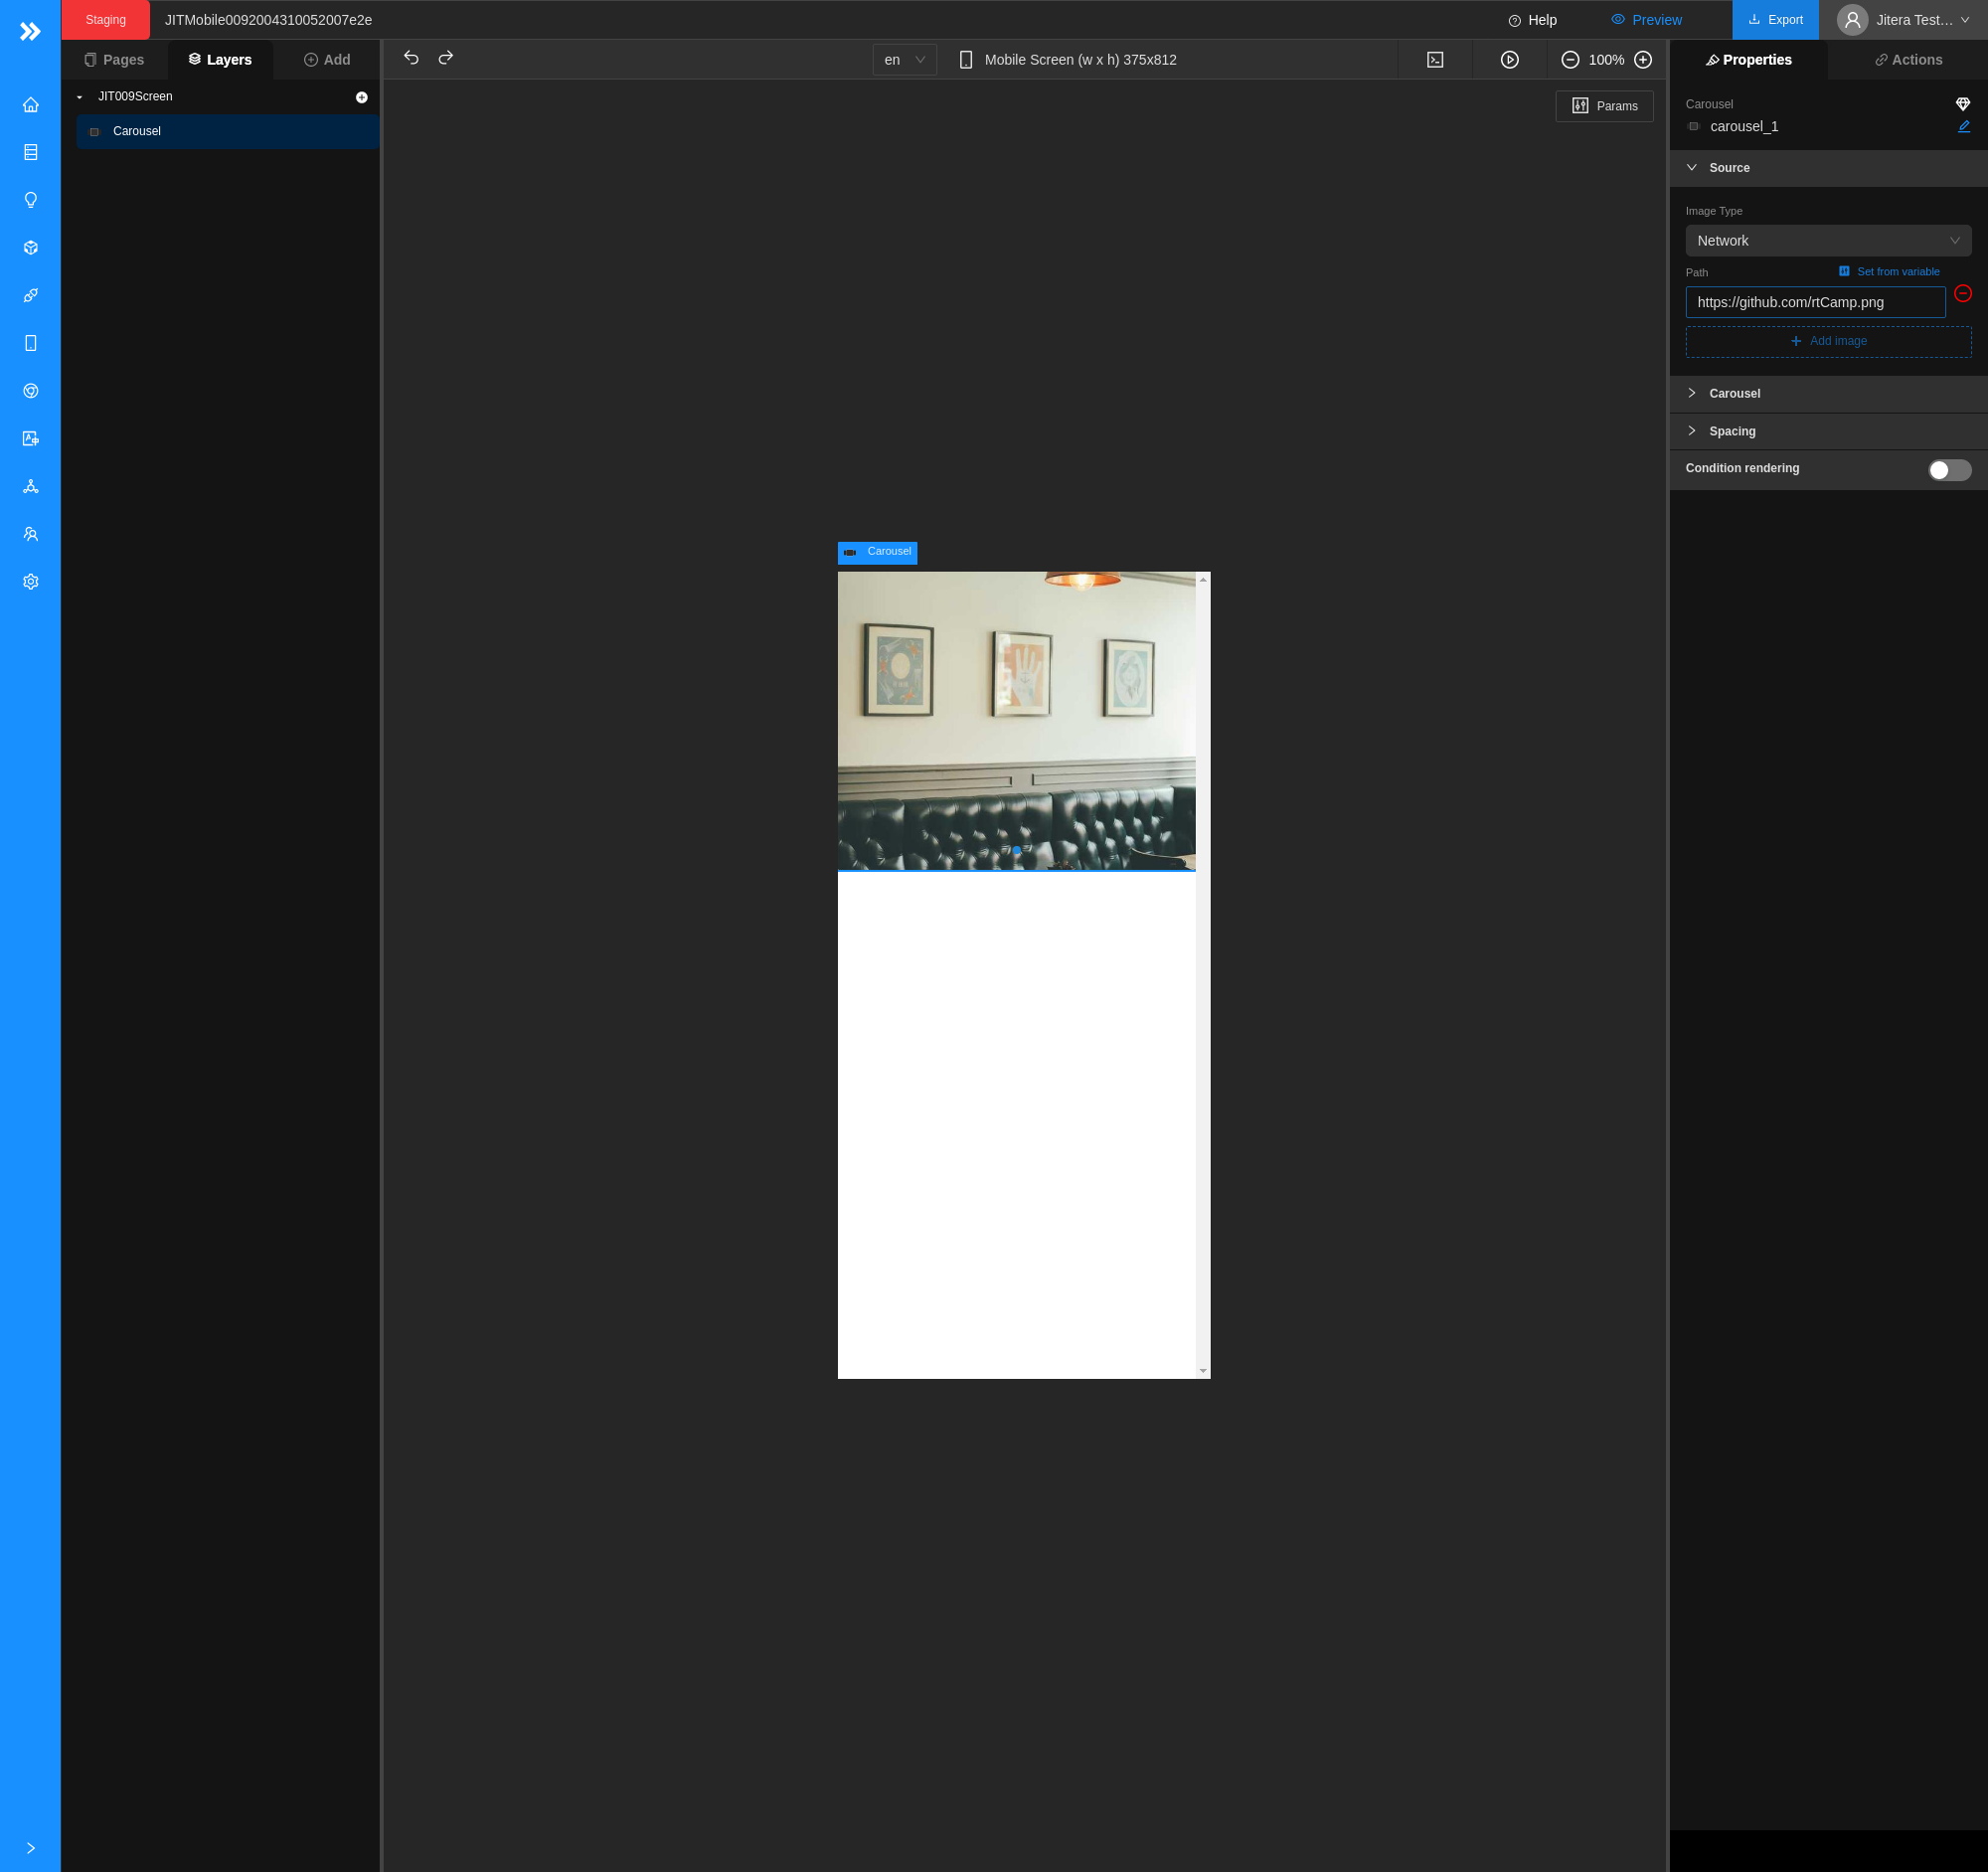 Staging
JITMobile0092004310052007e2e
Help
Preview
Export
Jitera Test…
Pages
Layers
Add
en
Mobile Screen (w x h) 375x812
100%
Properties
Actions
JIT009Screen
Carousel
Params
Carousel
carousel_1
Source
Image Type
Network
Path
Set from variable
https://github.com/rtCamp.png
Add image
Carousel
Spacing
Condition rendering
Carousel